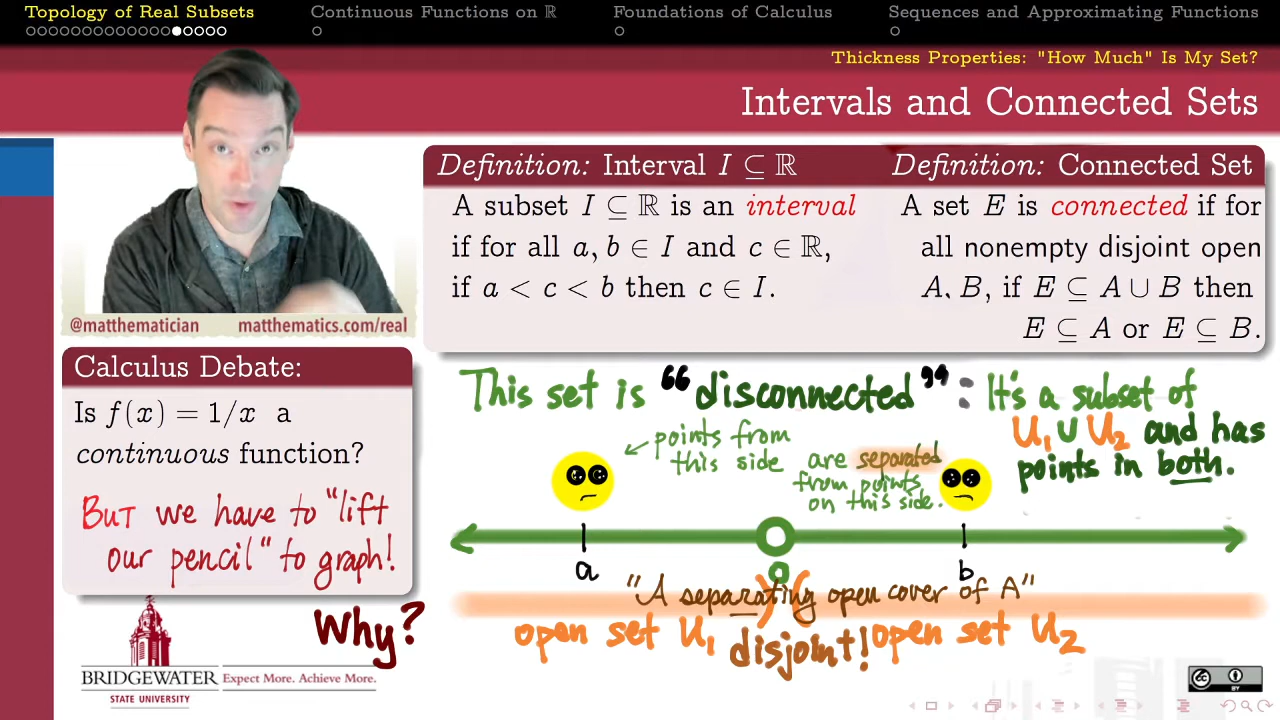 Topology of Real Subsets
Continuous Functions on ℝ
Foundations of Calculus
Sequences and Approximating Functions
Thickness Properties: "How Much" Is My Set?
Intervals and Connected Sets
Definition: Interval I ⊆ ℝ
A subset I ⊆ ℝ is an interval
if for all a, b ∈ I and c ∈ ℝ,
if a < c < b then c ∈ I.
Definition: Connected Set
A set E is connected if for
all nonempty disjoint open
A, B, if E ⊆ A ∪ B then
E ⊆ A or E ⊆ B.
@matthematician
matthematics.com/real
Calculus Debate:
Is f(x) = 1/x a
continuous function?
But we have to "lift
our pencil" to graph!
Why?
This set is "disconnected": It's a subset of
U₁ ∪ U₂ and has
points in both.
points from
this side
are separated
from points
on this side.
a
0
b
"A separating open cover of A"
open set U₁
disjoint!
open set U₂
BRIDGEWATER
STATE UNIVERSITY
Expect More. Achieve More.
cc
BY